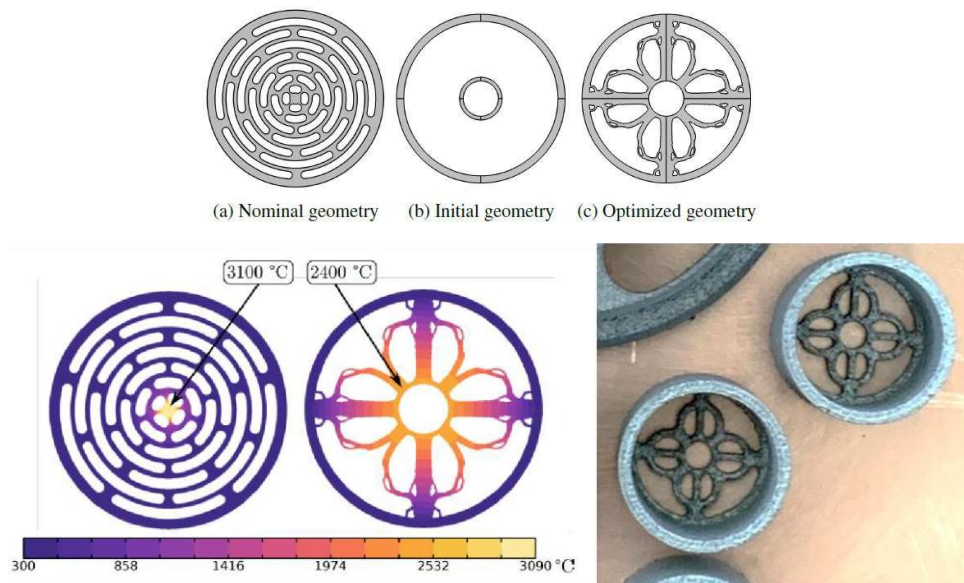 (a) Nominal geometry (b) Initial geometry (c) Optimized geometry
3100 °C 2400 °C
300 858 1416 1974 2532 3090 °C